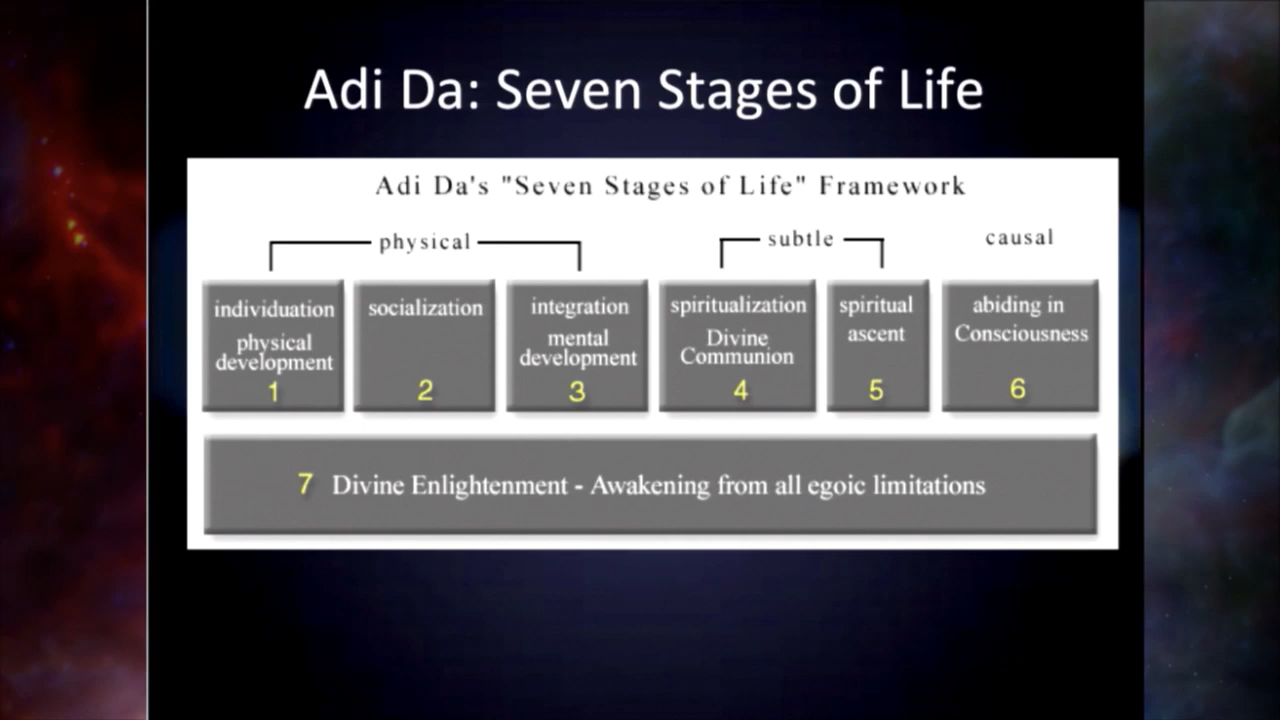 Adi Da: Seven Stages of Life
Adi Da's "Seven Stages of Life" Framework
physical
subtle
causal
individuation
physical
development
1
socialization
2
integration
mental
development
3
spiritualization
Divine
Communion
4
spiritual
ascent
5
abiding in
Consciousness
6
7 Divine Enlightenment - Awakening from all egoic limitations